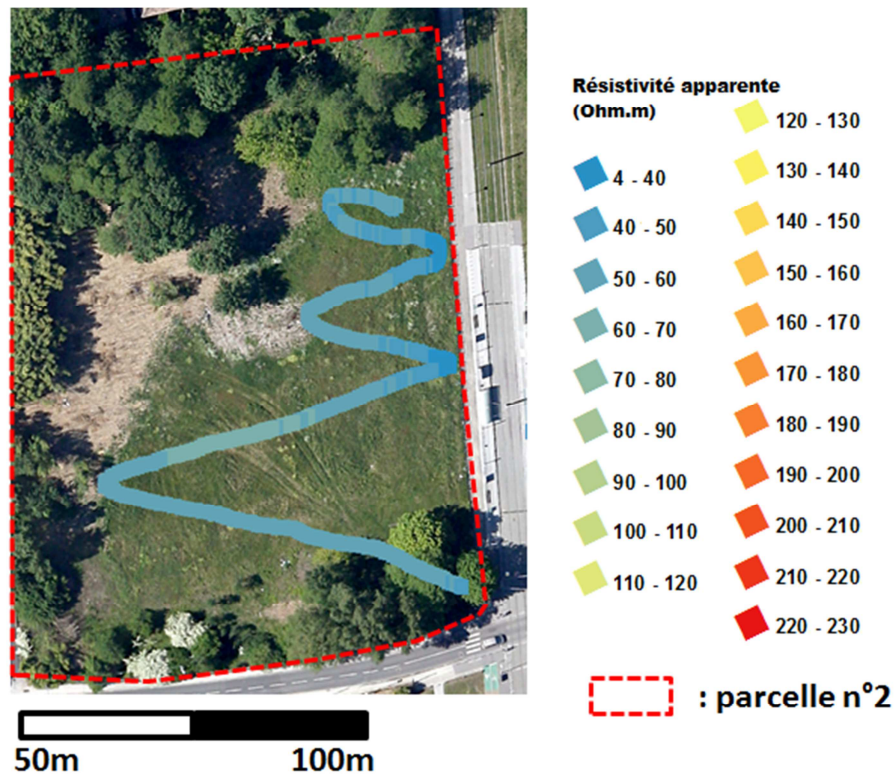 Résistivité apparente
(Ohm.m)
4 - 40
40 - 50
50 - 60
60 - 70
70 - 80
80 - 90
90 - 100
100 - 110
110 - 120
120 - 130
130 - 140
140 - 150
150 - 160
160 - 170
170 - 180
180 - 190
190 - 200
200 - 210
210 - 220
220 - 230
: parcelle n°2
50m
100m